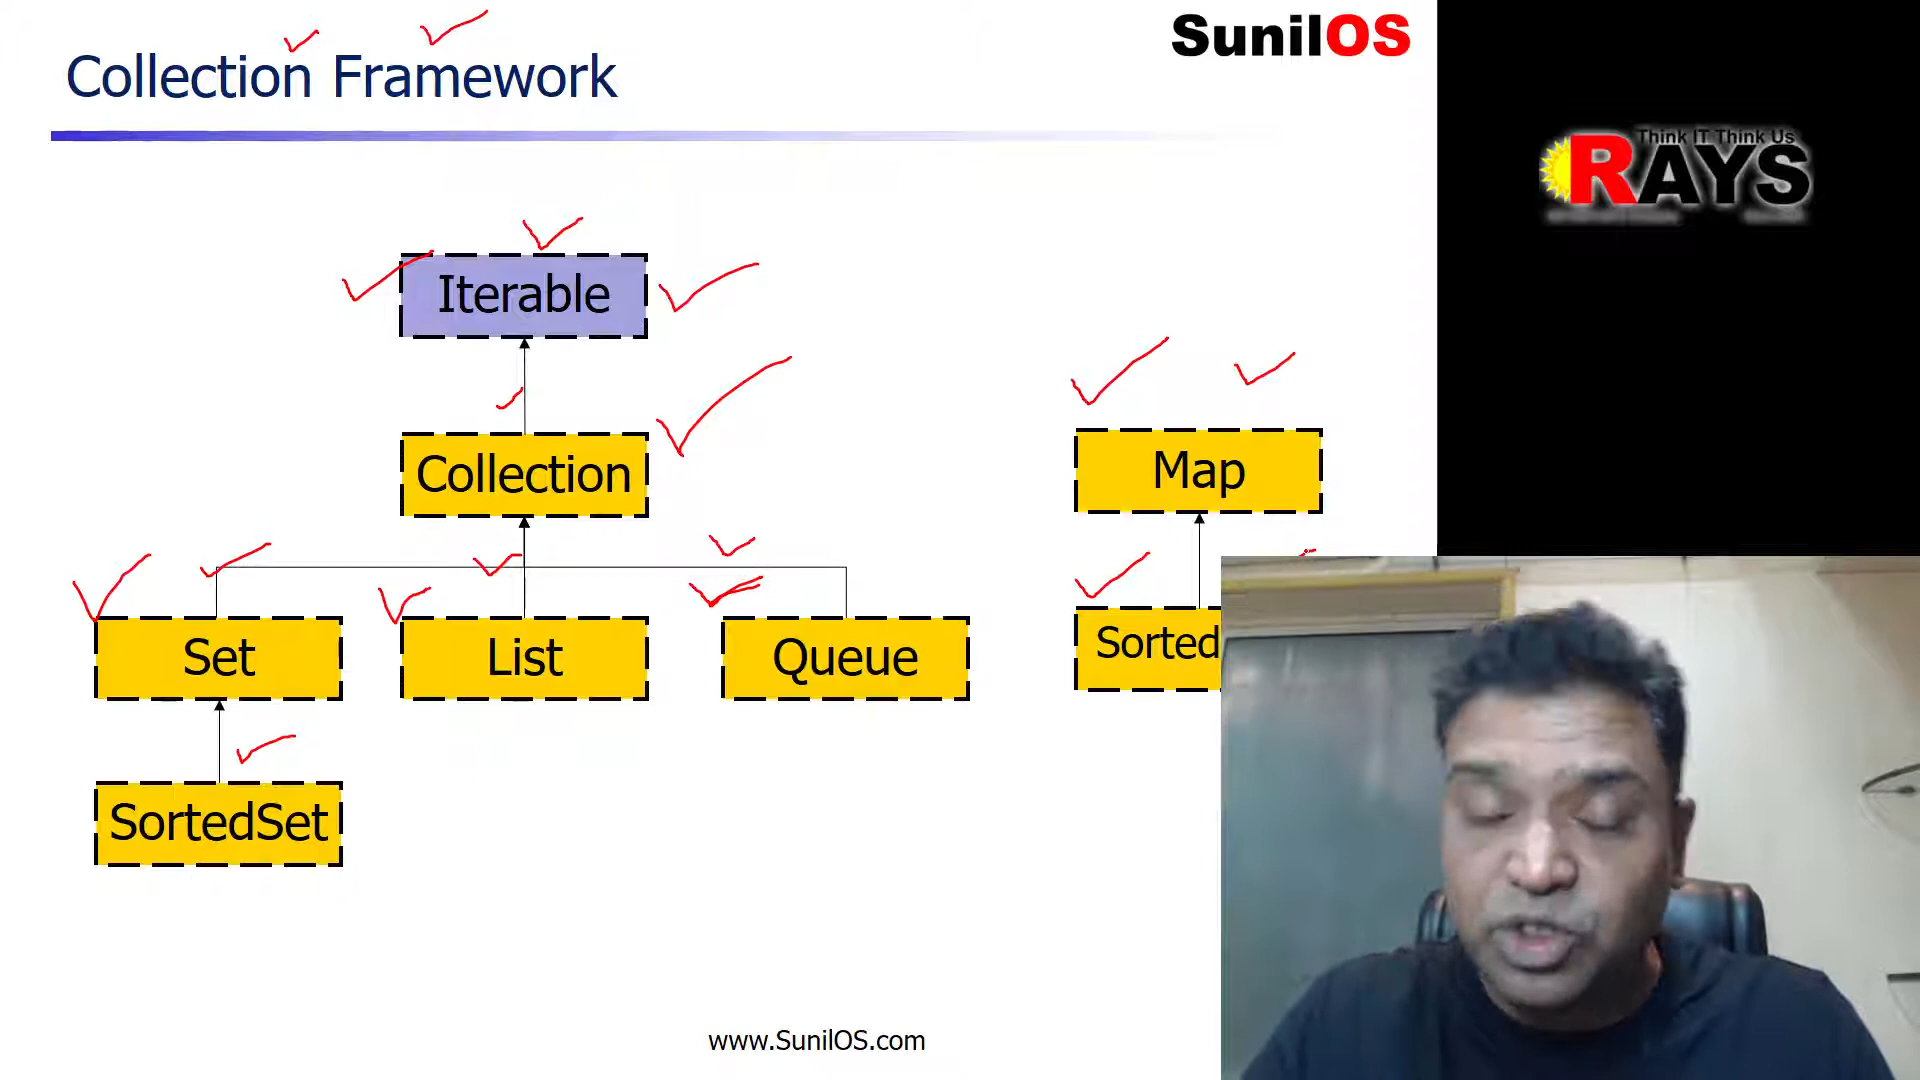 Collection Framework
SunilOS
Think IT Think Us
RAYS
Iterable
Collection
Map
Set
List
Queue
Sorted
SortedSet
www.SunilOS.com